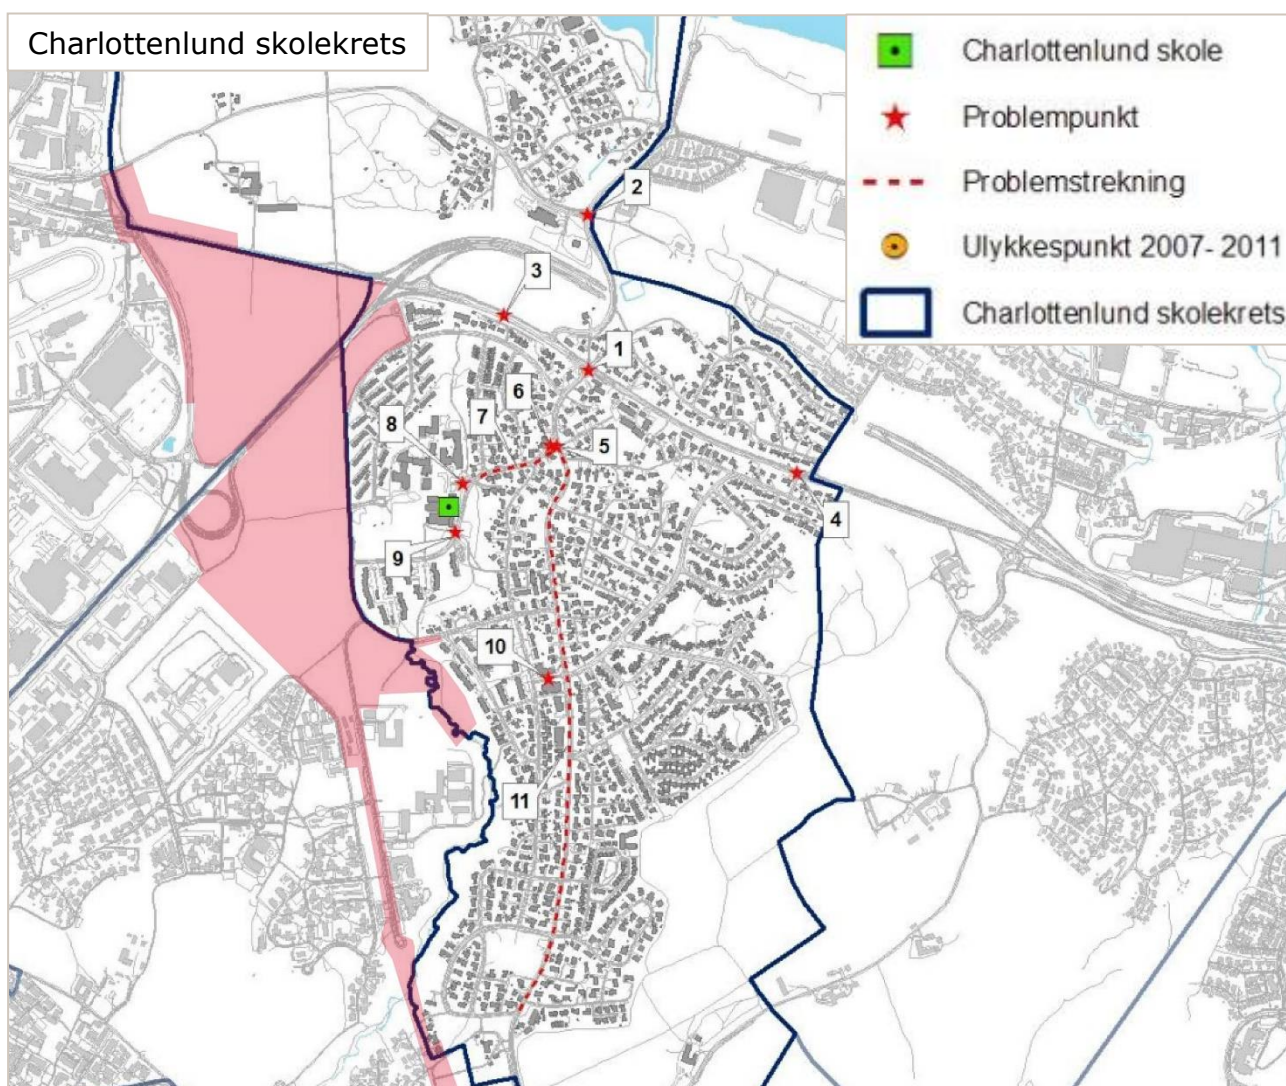 Charlottenlund skolekrets
Charlottenlund skole
Problempunkt
Problemstrekning
Ulykkespunkt 2007- 2011
Charlottenlund skolekrets
2
3
1
6
7
8
5
4
9
10
11